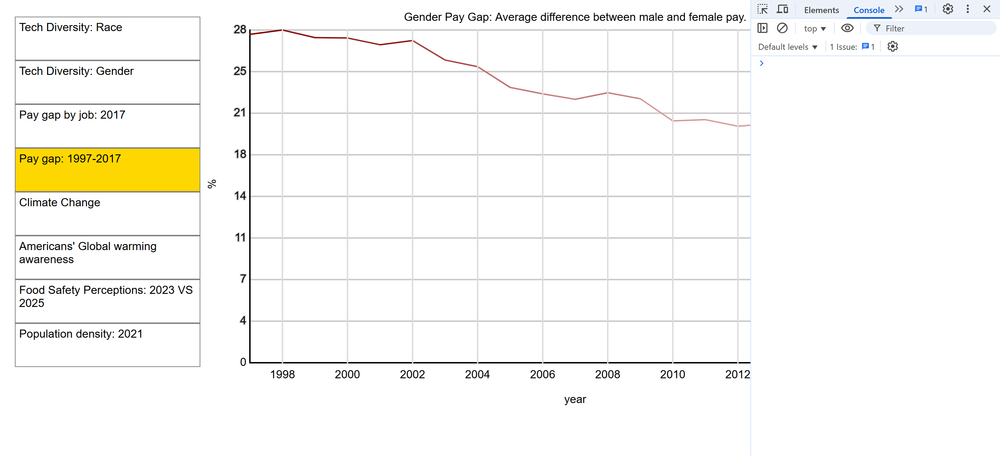 Tech Diversity: Race
Tech Diversity: Gender
Pay gap by job: 2017
Pay gap: 1997-2017
Climate Change
Americans' Global warming
awareness
Food Safety Perceptions: 2023 VS
2025
Population density: 2021
Gender Pay Gap: Average difference between male and female pay.
28
25
21
18
14
11
7
4
0
%
1998 2000 2002 2004 2006 2008 2010 2012
year
Elements Console 1
top Filter
Default levels 1 Issue: 1